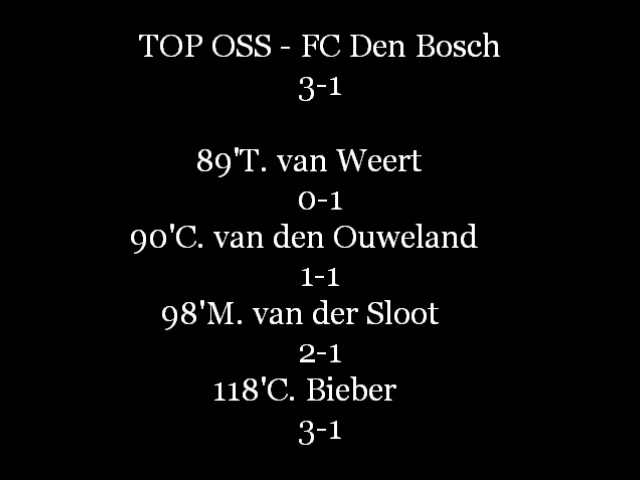 TOP OSS - FC Den Bosch
3-1
89'T. van Weert
0-1
90'C. van den Ouweland
1-1
98'M. van der Sloot
2-1
118'C. Bieber
3-1